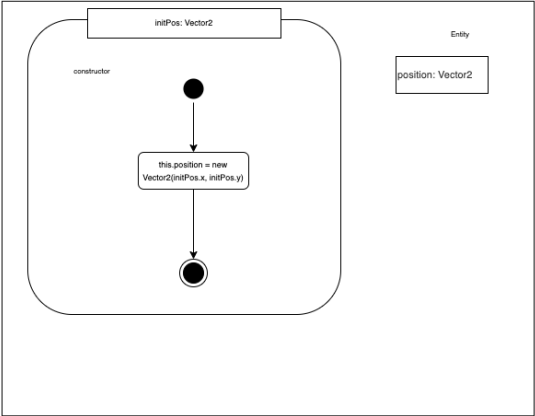 initPos: Vector2
Entity
constructor
position: Vector2
this.position = new
Vector2(initPos.x, initPos.y)